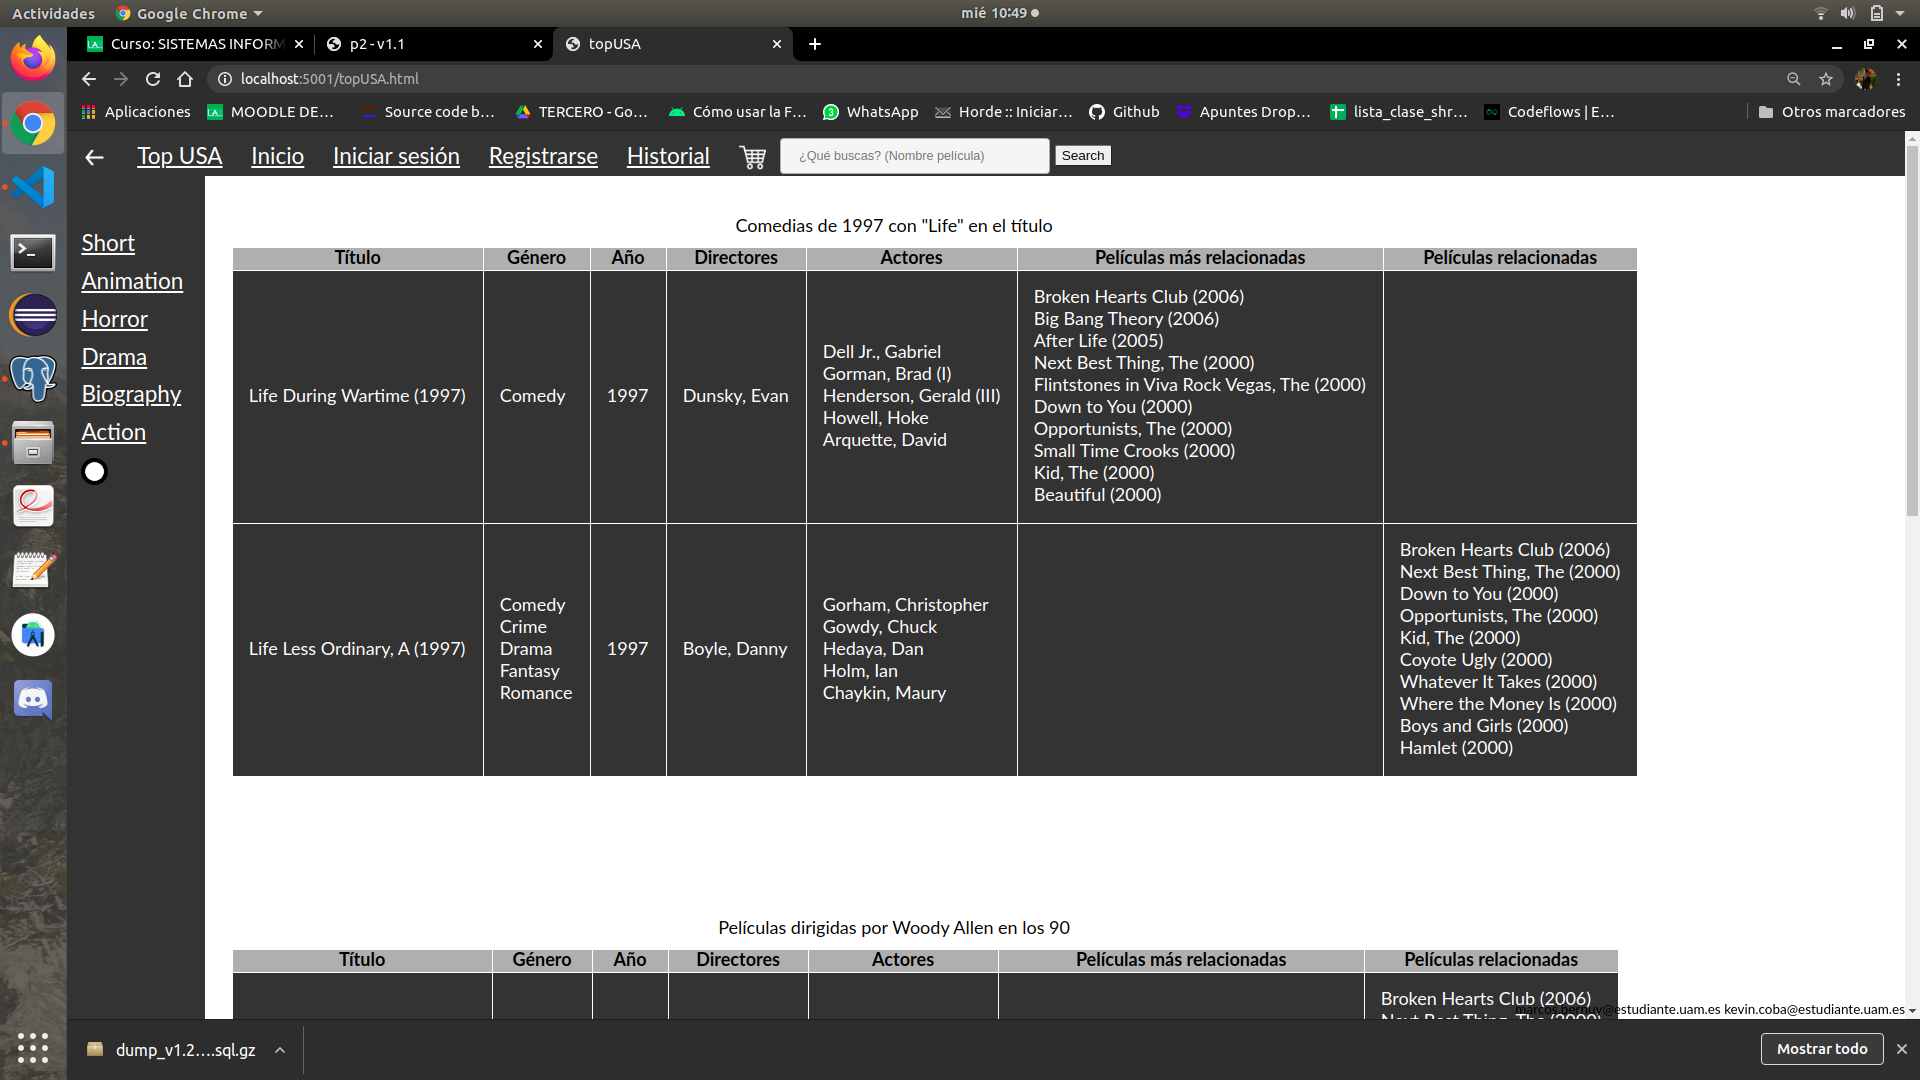 Actividades
Google Chrome
mié 10:49
Curso: SISTEMAS INFORM
p2 - v1.1
topUSA
localhost:5001/topUSA.html
Aplicaciones
MOODLE DE…
Source code b…
TERCERO - Go…
Cómo usar la F…
WhatsApp
Horde :: Iniciar…
Github
Apuntes Drop…
lista_clase_shr…
Codeflows | E…
Otros marcadores
Top USA
Inicio
Iniciar sesión
Registrarse
Historial
¿Qué buscas? (Nombre película)
Search
Short
Animation
Horror
Drama
Biography
Action
Comedias de 1997 con "Life" en el título
Título Género Año Directores Actores Películas más relacionadas Películas relacionadas
Life During Wartime (1997)
Comedy
1997
Dunsky, Evan
Dell Jr., Gabriel
Gorman, Brad (I)
Henderson, Gerald (III)
Howell, Hoke
Arquette, David
Broken Hearts Club (2006)
Big Bang Theory (2006)
After Life (2005)
Next Best Thing, The (2000)
Flintstones in Viva Rock Vegas, The (2000)
Down to You (2000)
Opportunists, The (2000)
Small Time Crooks (2000)
Kid, The (2000)
Beautiful (2000)
Life Less Ordinary, A (1997)
Comedy
Crime
Drama
Fantasy
Romance
1997
Boyle, Danny
Gorham, Christopher
Gowdy, Chuck
Hedaya, Dan
Holm, Ian
Chaykin, Maury
Broken Hearts Club (2006)
Next Best Thing, The (2000)
Down to You (2000)
Opportunists, The (2000)
Kid, The (2000)
Coyote Ugly (2000)
Whatever It Takes (2000)
Where the Money Is (2000)
Boys and Girls (2000)
Hamlet (2000)
Películas dirigidas por Woody Allen en los 90
Título Género Año Directores Actores Películas más relacionadas Películas relacionadas
Broken Hearts Club (2006)
Next Best Thing, The (2000)
kevin.coba@estudiante.uam.es
dump_v1.2....sql.gz
Mostrar todo